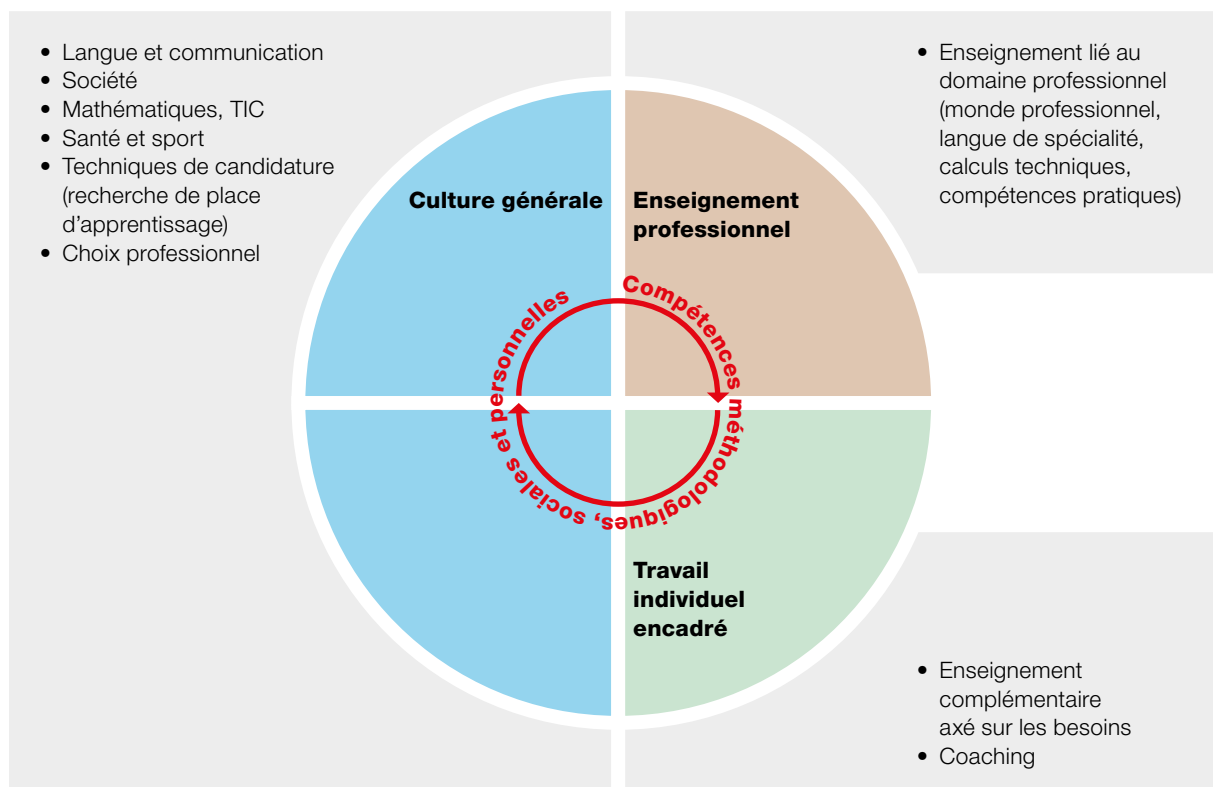 • Langue et communication
• Société
• Mathématiques, TIC
• Santé et sport
• Techniques de candidature
(recherche de place
d’apprentissage)
• Choix professionnel
• Enseignement lié au
domaine professionnel
(monde professionnel,
langue de spécialité,
calculs techniques,
compétences pratiques)
Culture générale
Enseignement
professionnel
Compétences méthodologiques, sociales et personnelles
Travail
individuel
encadré
• Enseignement
complémentaire
axé sur les besoins
• Coaching